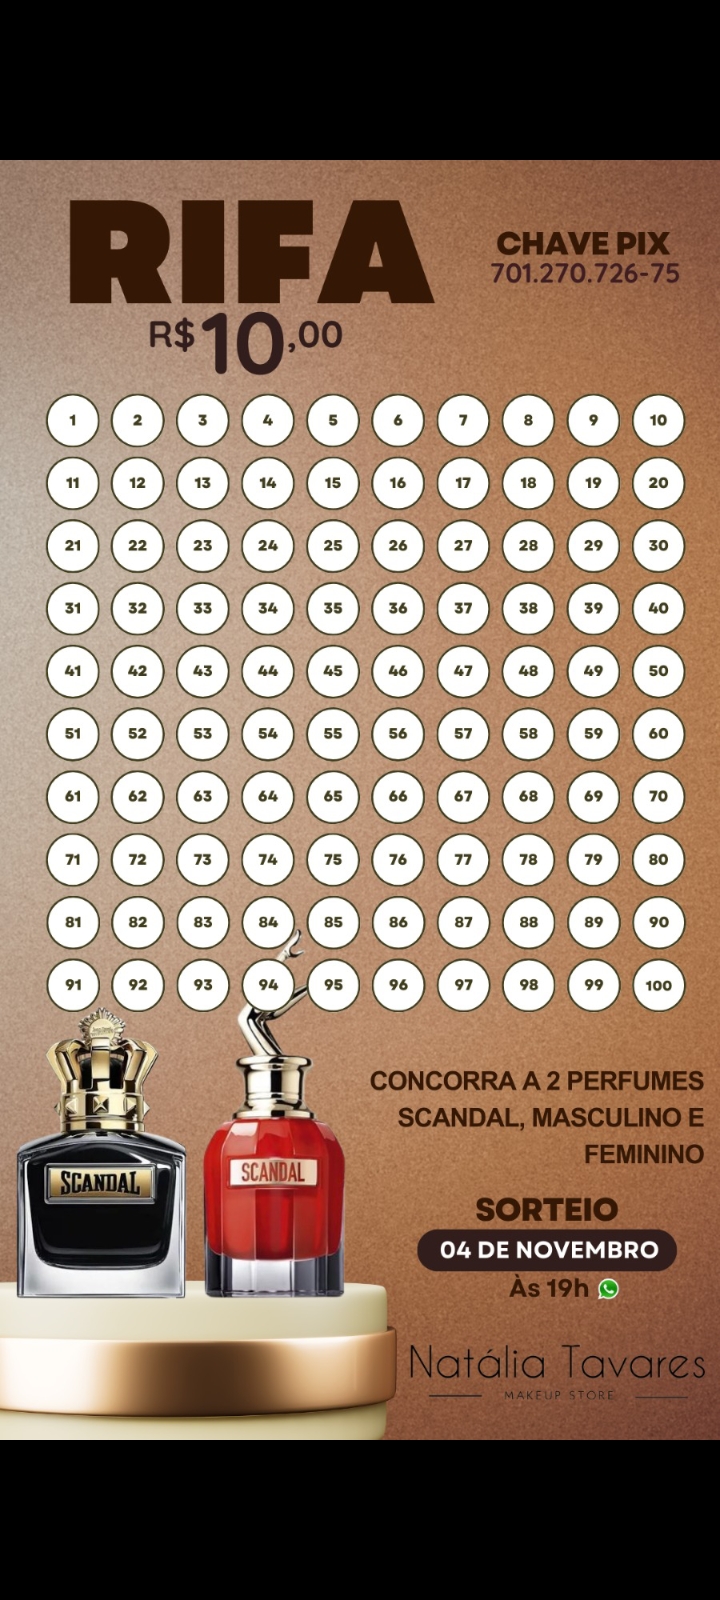 RIFA
R$10,00
CHAVE PIX
701.270.726-75
1 2 3 4 5 6 7 8 9 10
11 12 13 14 15 16 17 18 19 20
21 22 23 24 25 26 27 28 29 30
31 32 33 34 35 36 37 38 39 40
41 42 43 44 45 46 47 48 49 50
51 52 53 54 55 56 57 58 59 60
61 62 63 64 65 66 67 68 69 70
71 72 73 74 75 76 77 78 79 80
81 82 83 84 85 86 87 88 89 90
91 92 93 94 95 96 97 98 99 100
SCANDAL
SCANDAL
CONCORRA A 2 PERFUMES
SCANDAL, MASCULINO E
FEMININO
SORTEIO
04 DE NOVEMBRO
Às 19h
Natália Tavares
MAKEUP STORE